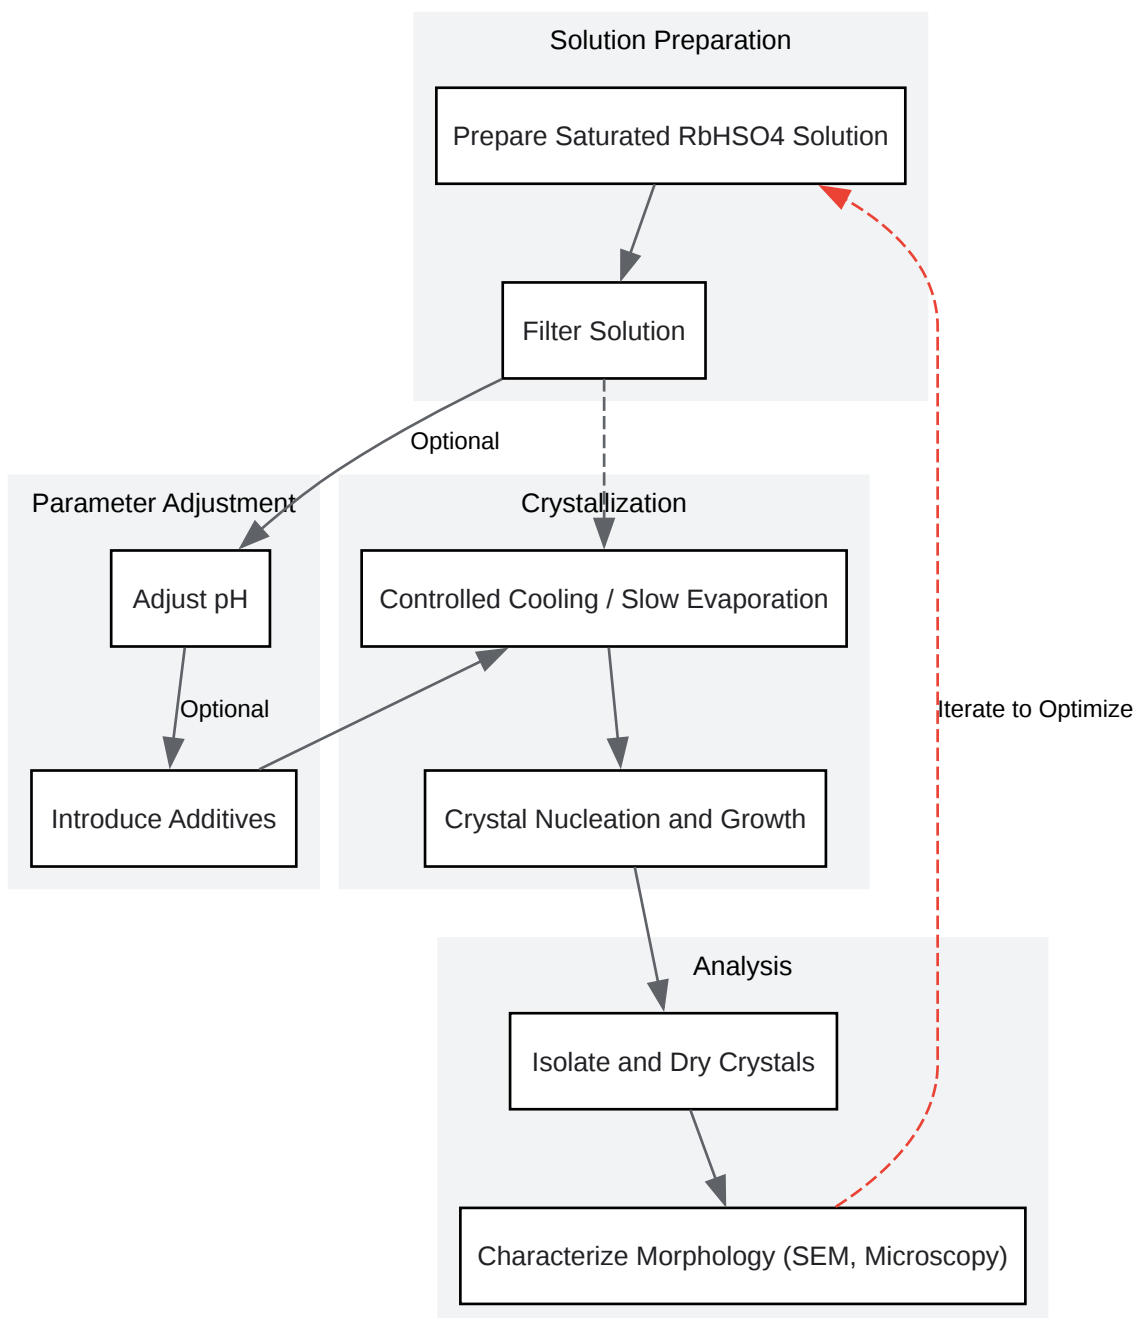 Solution Preparation
Prepare Saturated RbHSO4 Solution
Filter Solution
Optional
Parameter Adjustment
Crystallization
Adjust pH
Controlled Cooling / Slow Evaporation
Optional
Iterate to Optimize
Introduce Additives
Crystal Nucleation and Growth
Analysis
Isolate and Dry Crystals
Characterize Morphology (SEM, Microscopy)